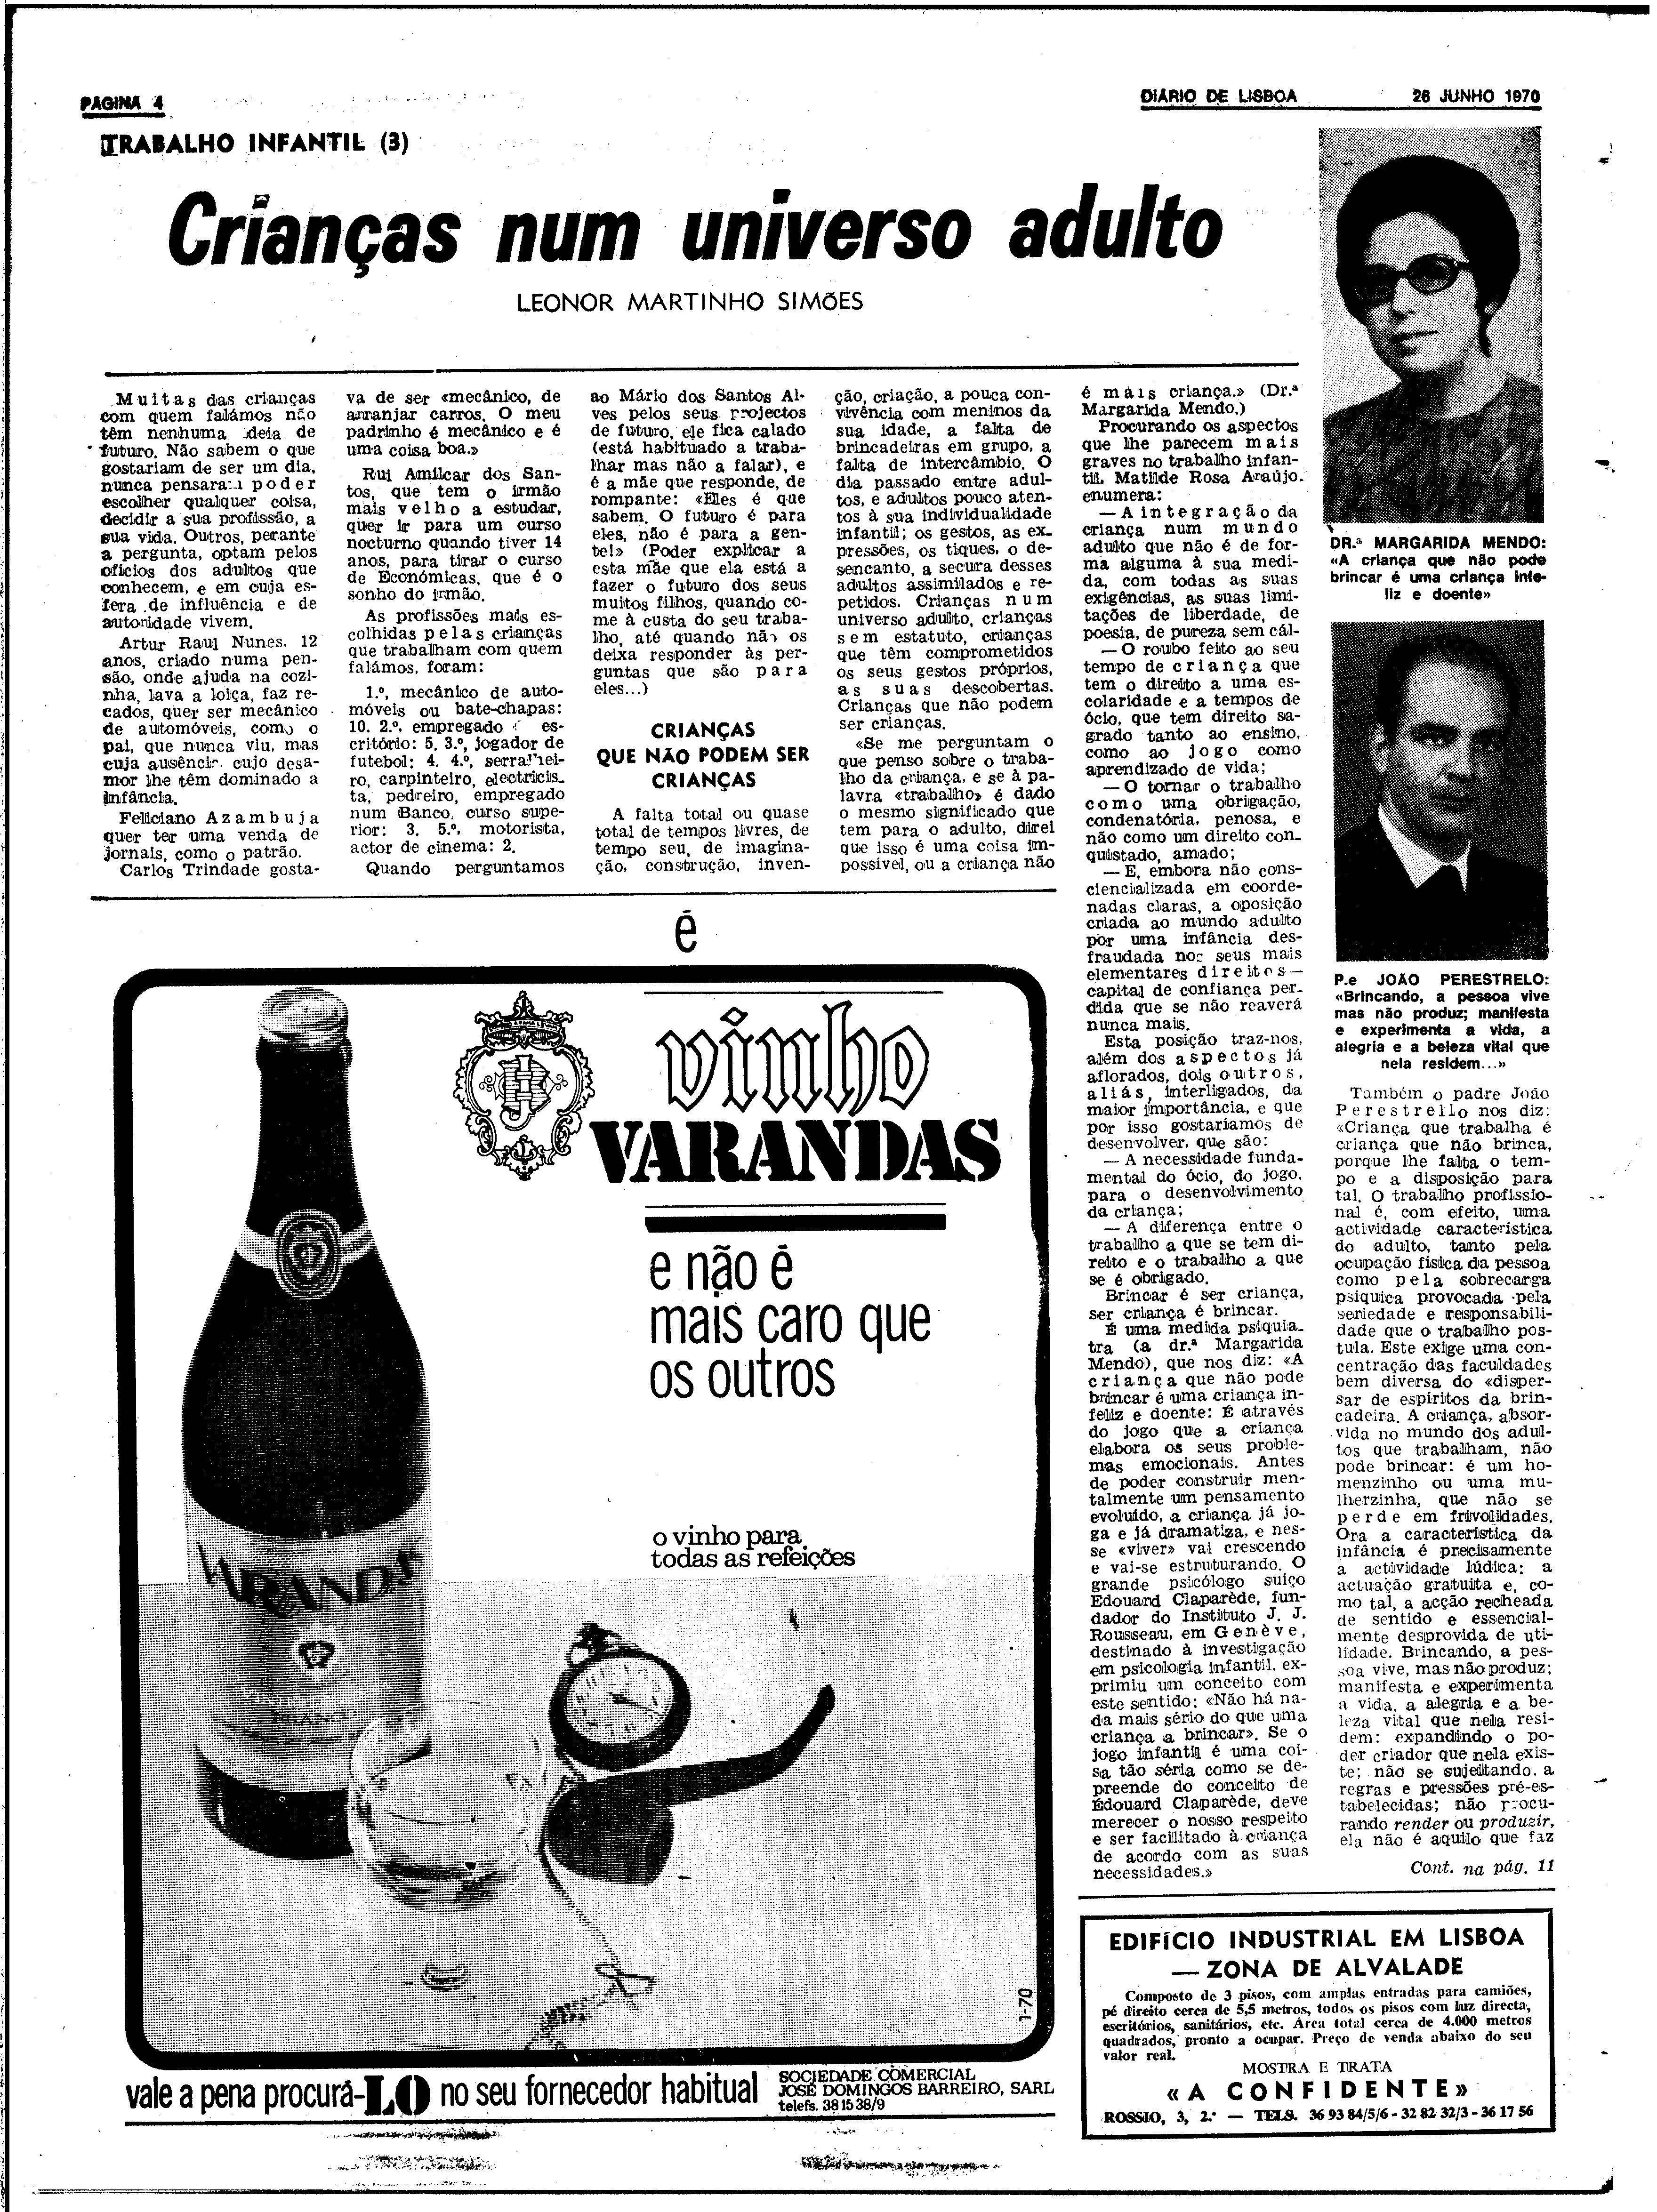 PAGINA 4
DIÁRIO DE LISBOA
26 JUNHO 1970
TRABALHO INFANTIL (3)
Crianças num universo adulto
LEONOR MARTINHO SIMÕES
Muitas das crianças
com quem falámos não
têm nenhuma ideia de
futuro. Não sabem o que
gostariam de ser um dia,
nunca pensaram poder
escolher qualquer coisa,
decidir a sua profissão, a
sua vida. Outros, perante
a pergunta, optam pelos
ofícios dos adultos que
conhecem, e em cuja es-
fera de influência e de
autoridade vivem.
Artur Raul Nunes, 12
anos, criado numa pen-
são, onde ajuda na cozi-
nha, lava a loiça, faz re-
cados, quer ser mecânico
de automóveis, como o
pai, que nunca viu, mas
cuja ausência, cujo desa-
mor lhe têm dominado a
infância.
Feliciano Azambuja
quer ter uma venda de
jornais, como o patrão.
Carlos Trindade gosta-
va de ser «mecânico, de
arranjar carros. O meu
padrinho é mecânico e é
uma coisa boa.»
Rui Amílcar dos San-
tos, que tem o irmão
mais velho a estudar,
quer ir para um curso
nocturno quando tiver 14
anos, para tirar o curso
de Económicas, que é o
sonho do irmão.
As profissões mais es-
colhidas pelas crianças
que trabalham com quem
falámos, foram:
1.º, mecânico de auto-
móveis ou bate-chapas:
10. 2.º, empregado es-
critório: 5. 3.º, jogador de
futebol: 4. 4.º, serralhei-
ro, carpinteiro, electricis-
ta, pedreiro, empregado
num Banco, curso supe-
rior: 3. 5.º, motorista,
actor de cinema: 2.
Quando perguntamos
ao Mário dos Santos Al-
ves pelos seus projectos
de futuro, ele fica calado
(está habituado a traba-
lhar mas não a falar), e
é a mãe que responde, de
rompante: «Eles é que
sabem. O futuro é para
eles, não é para a gen-
te!» (Poder explicar a
esta mãe que ela está a
fazer o futuro dos seus
muitos filhos, quando co-
me à custa do seu traba-
lho, até quando não os
deixa responder às per-
guntas que são para
eles...)
CRIANÇAS
QUE NÃO PODEM SER
CRIANÇAS
A falta total ou quase
total de tempos livres, de
tempo seu, de imagina-
ção, construção, inven-
ção, criação, a pouca con-
vivência com meninos da
sua idade, a falta de
brincadeiras em grupo, a
falta de intercâmbio. O
dia passado entre adul-
tos, e adultos pouco aten-
tos à sua individualidade
infantil; os gestos, as ex-
pressões, os tiques, o de-
sencanto, a secura desses
adultos assimilados e re-
petidos. Crianças num
universo adulto, crianças
sem estatuto, crianças
que têm comprometidos
os seus gestos próprios,
as suas descobertas.
Crianças que não podem
ser crianças.
«Se me perguntam o
que penso sobre o traba-
lho da criança, e se à pa-
lavra «trabalho» é dado
o mesmo significado que
tem para o adulto, direi
que isso é uma coisa im-
possível, ou a criança não
é mais criança.» (Dr.ª
Margarida Mendo.)
Procurando os aspectos
que lhe parecem mais
graves no trabalho infan-
til, Matilde Rosa Araújo,
enumera:
— A integração da
criança num mundo
adulto que não é de for-
ma alguma à sua medi-
da, com todas as suas
exigências, as suas limi-
tações de liberdade, de
poesia, de pureza sem cál-
— O roubo feito ao seu
tempo de criança que
tem o direito a uma es-
colaridade e a tempos de
ócio, que tem direito sa-
grado tanto ao ensino,
como ao jogo como
aprendizado de vida;
— O tornar o trabalho
como uma obrigação,
condenatória, penosa, e
não como um direito con-
quistado, amado;
— E, embora não cons-
ciencializada em coorde-
nadas claras, a oposição
criada ao mundo adulto
por uma infância des-
fraudada nos seus mais
elementares direitos —
capital de confiança per-
dida que se não reaverá
nunca mais.
Esta posição traz-nos,
além dos aspectos já
aflorados, dois outros,
aliás, interligados, da
maior importância, e que
por isso gostaríamos de
desenvolver, que são:
— A necessidade funda-
mental do ócio, do jogo,
para o desenvolvimento
da criança;
— A diferença entre o
trabalho a que se tem di-
reito e o trabalho a que
se é obrigado.
Brincar é ser criança,
ser criança é brincar.
É uma medida psiquia-
tra (a dr.ª Margarida
Mendo), que nos diz: «A
criança que não pode
brincar é uma criança in-
feliz e doente: É através
do jogo que a criança
elabora os seus proble-
mas emocionais. Antes
de poder construir men-
talmente um pensamento
evoluído, a criança já jo-
ga e já dramatiza, e nes-
se «viver» vai crescendo
e vai-se estruturando. O
grande psicólogo suíço
Edouard Claparède, fun-
dador do Instituto J. J.
Rousseau, em Genève,
destinado à investigação
em psicologia infantil, ex-
primiu um conceito com
este sentido: «Não há na-
da mais sério do que uma
criança a brincar». Se o
jogo infantil é uma coi-
sa tão séria como se de-
preende do conceito de
Édouard Claparède, deve
merecer o nosso respeito
e ser facilitado à criança
de acordo com as suas
necessidades.»
DR.ª MARGARIDA MENDO:
«A criança que não pode
brincar é uma criança infe-
liz e doente»
P.e JOÃO PERESTRELO:
«Brincando, a pessoa vive
mas não produz; manifesta
e experimenta a vida, a
alegria e a beleza vital que
nela residem...»
Também o padre João
Perestrello nos diz:
«Criança que trabalha é
criança que não brinca,
porque lhe falta o tem-
po e a disposição para
tal. O trabalho profissio-
nal é, com efeito, uma
actividade característica
do adulto, tanto pela
ocupação física da pessoa
como pela sobrecarga
psíquica provocada pela
seriedade e responsabili-
dade que o trabalho pos-
tula. Este exige uma con-
centração das faculdades
bem diversa do «disper-
sar de espíritos da brin-
cadeira. A criança, absor-
vida no mundo dos adul-
tos que trabalham, não
pode brincar: é um ho-
menzinho ou uma mu-
lherzinha, que não se
perde em frivolidades.
Ora a característica da
infância é precisamente
a actividade lúdica: a
actuação gratuita e, co-
mo tal, a acção recheada
de sentido e essencial-
mente desprovida de uti-
lidade. Brincando, a pes-
soa vive, mas não produz;
manifesta e experimenta
a vida, a alegria e a be-
leza vital que nela resi-
dem: expandindo o po-
der criador que nela exis-
te; não se sujeitando a
regras e pressões pré-es-
tabelecidas; não procu-
rando render ou produzir,
ela não é aquilo que faz
Cont. na pág. 11
é
vinho
VARANDAS
e não é
mais caro que
os outros
o vinho para
todas as refeições
VARANDAS
BRANCO
1-70
vale a pena procurá-LO no seu fornecedor habitual
SOCIEDADE COMERCIAL
JOSÉ DOMINGOS BARREIRO, SARL
telefs. 38 15 38/9
EDIFÍCIO INDUSTRIAL EM LISBOA
— ZONA DE ALVALADE
Composto de 3 pisos, com amplas entradas para camiões,
pé direito cerca de 5,5 metros, todos os pisos com luz directa,
escritórios, sanitários, etc. Área total cerca de 4.000 metros
quadrados, pronto a ocupar. Preço de venda abaixo do seu
valor real.
MOSTRA E TRATA
«A CONFIDENTE»
ROSSIO, 3, 2.º — TELS. 36 93 84/5/6 - 32 82 32/3 - 36 17 56